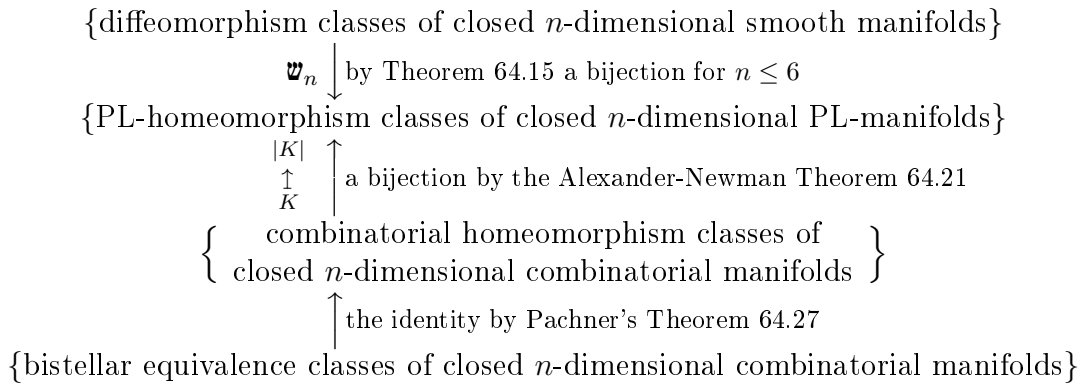 {diffeomorphism classes of closed n-dimensional smooth manifolds}
ש_n by Theorem 64.15 a bijection for n ≤ 6
{PL-homeomorphism classes of closed n-dimensional PL-manifolds}
|K|
↥
K
a bijection by the Alexander-Newman Theorem 64.21
{ combinatorial homeomorphism classes of
closed n-dimensional combinatorial manifolds }
the identity by Pachner's Theorem 64.27
{bistellar equivalence classes of closed n-dimensional combinatorial manifolds}